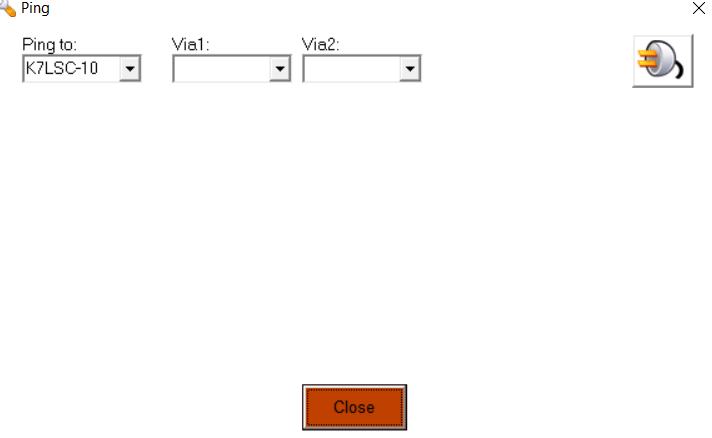 Ping
Ping to:
Via1:
Via2:
K7LSC-10
Close